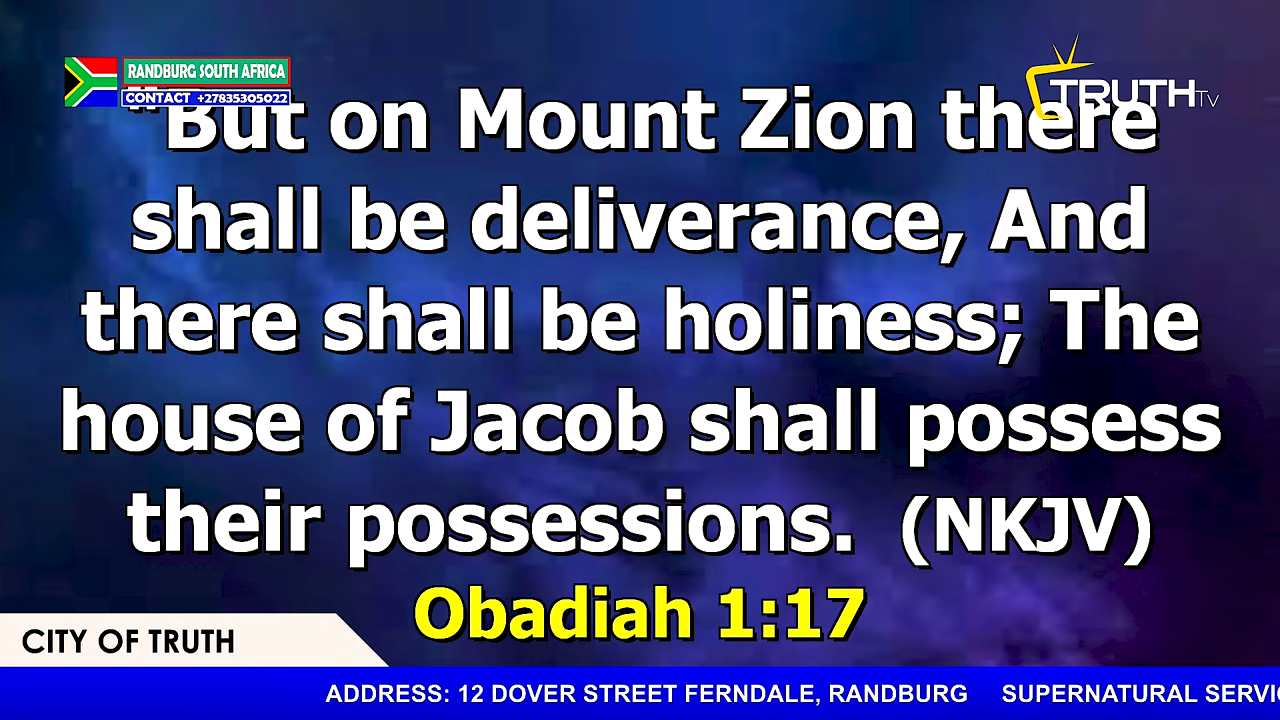 RANDBURG SOUTH AFRICA
CONTACT +27835305022
TRUTH TV
"But on Mount Zion there
shall be deliverance, And
there shall be holiness; The
house of Jacob shall possess
their possessions. (NKJV)
Obadiah 1:17
CITY OF TRUTH
ADDRESS: 12 DOVER STREET FERNDALE, RANDBURG SUPERNATURAL